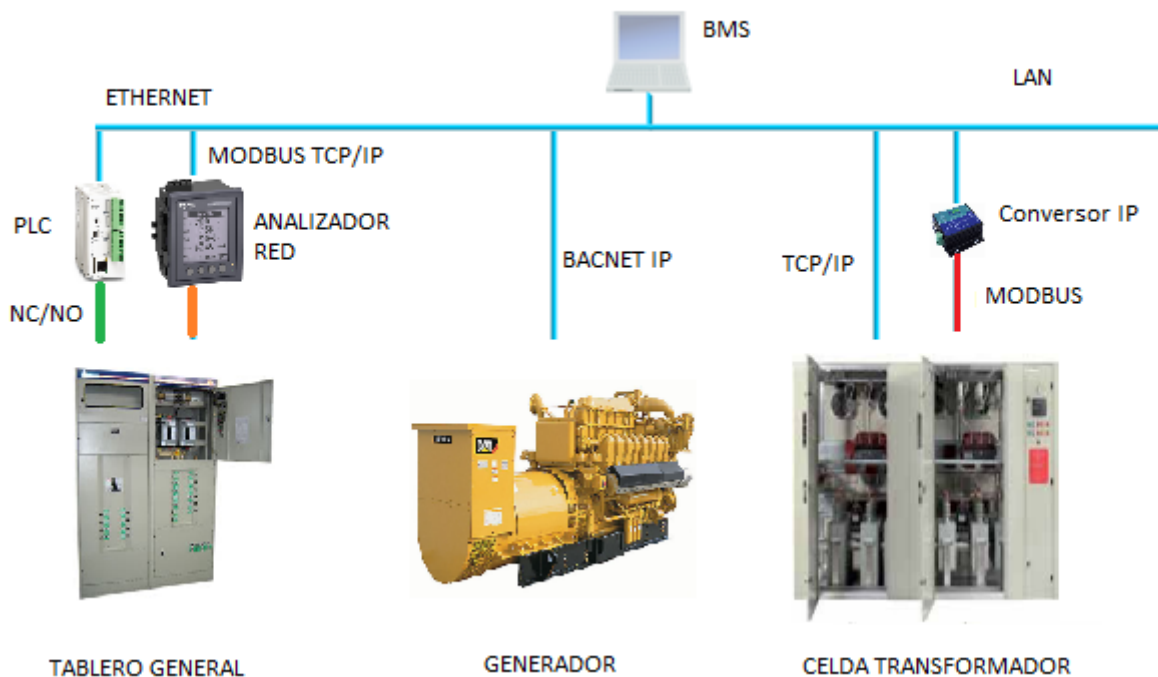 BMS
LAN
ETHERNET
MODBUS TCP/IP
PLC
ANALIZADOR
RED
Conversor IP
BACNET IP
TCP/IP
MODBUS
NC/NO
TABLERO GENERAL
GENERADOR
CELDA TRANSFORMADOR